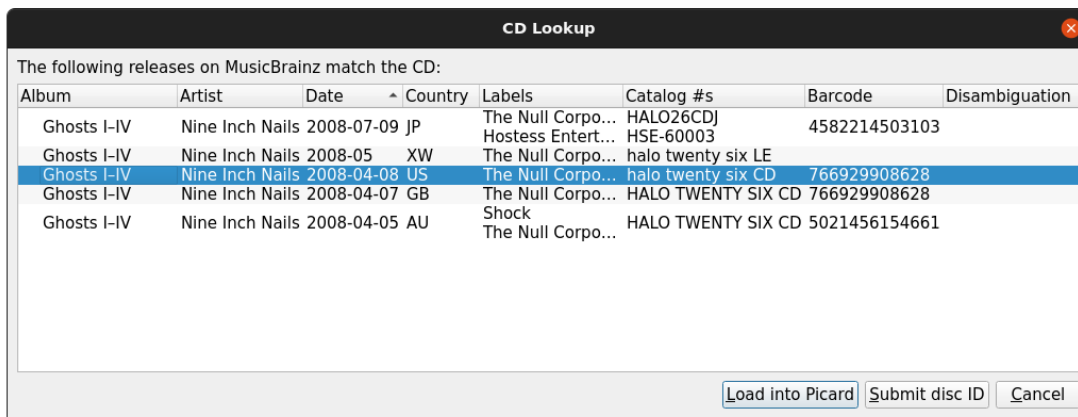 CD Lookup
The following releases on MusicBrainz match the CD:
Album Artist Date Country Labels Catalog #s Barcode Disambiguation
Ghosts I–IV Nine Inch Nails 2008-07-09 JP The Null Corpo... HALO26CDJ 4582214503103
Hostess Entert... HSE-60003
Ghosts I–IV Nine Inch Nails 2008-05 XW The Null Corpo... halo twenty six LE
Ghosts I–IV Nine Inch Nails 2008-04-08 US The Null Corpo... halo twenty six CD 766929908628
Ghosts I–IV Nine Inch Nails 2008-04-07 GB The Null Corpo... HALO TWENTY SIX CD 766929908628
Ghosts I–IV Nine Inch Nails 2008-04-05 AU Shock HALO TWENTY SIX CD 5021456154661
The Null Corpo...
Load into Picard Submit disc ID Cancel